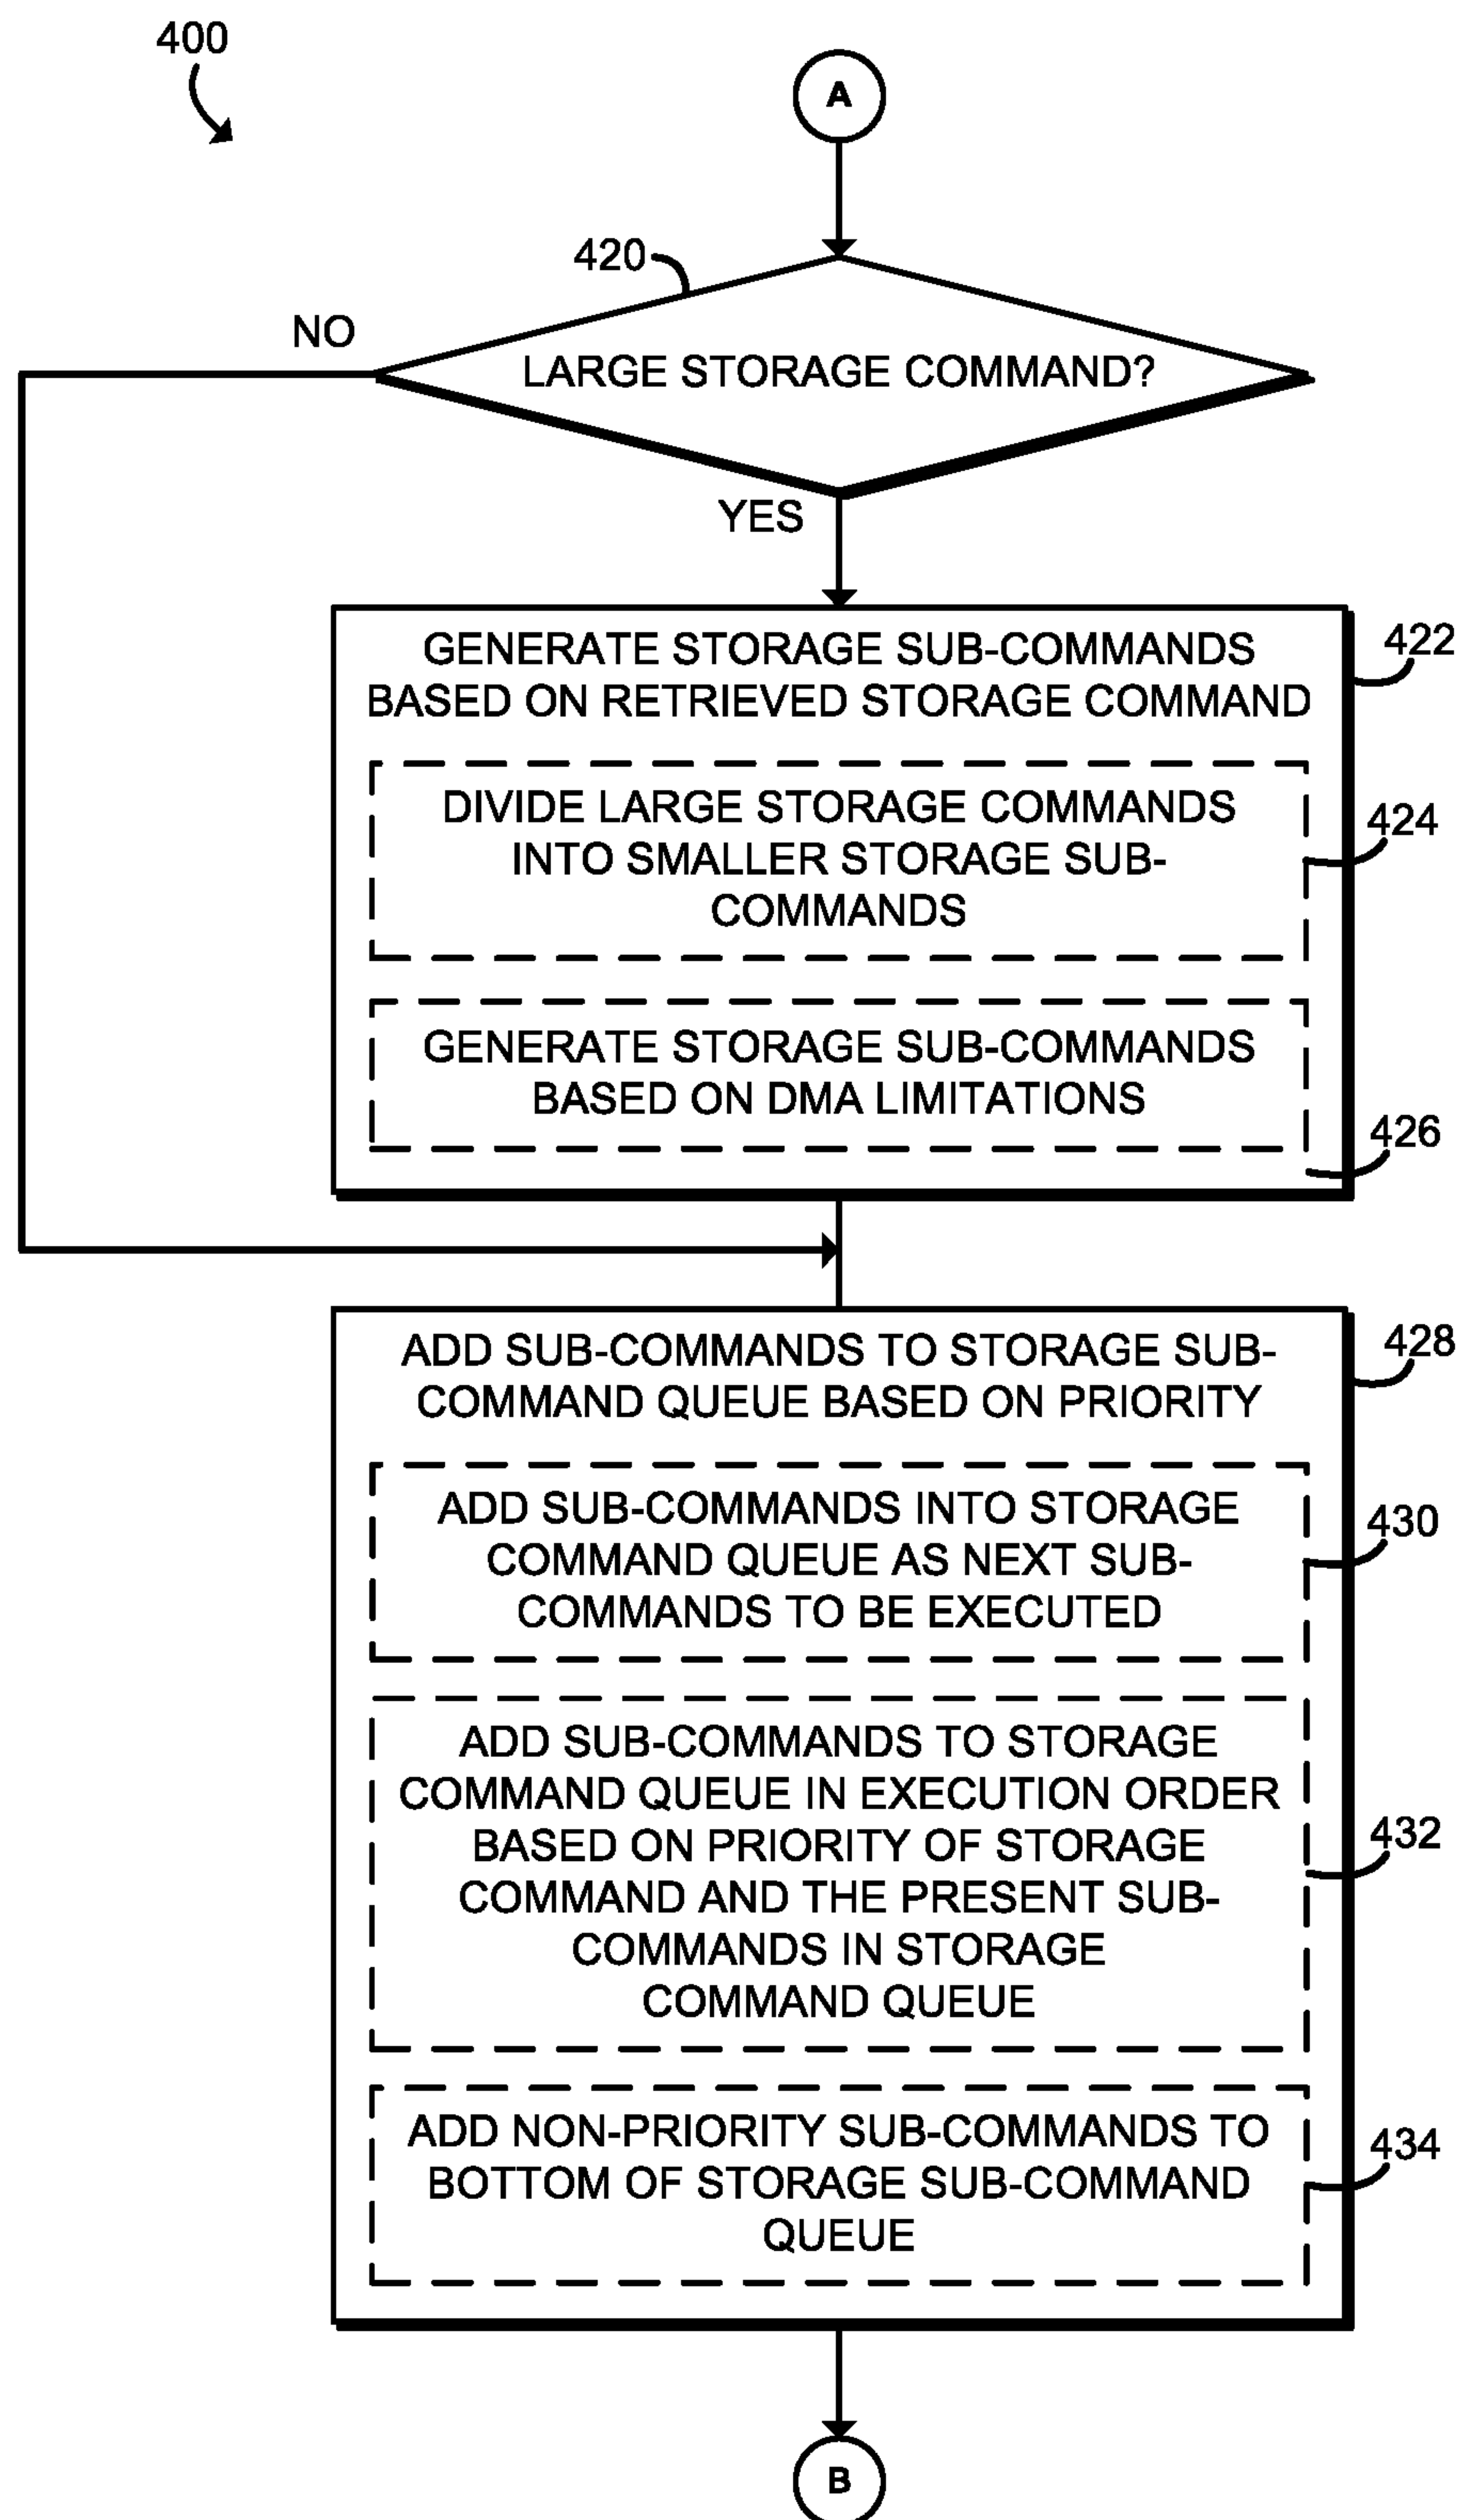 400
A
420
NO
LARGE STORAGE COMMAND?
YES
GENERATE STORAGE SUB-COMMANDS
BASED ON RETRIEVED STORAGE COMMAND
422
DIVIDE LARGE STORAGE COMMANDS
INTO SMALLER STORAGE SUB-
COMMANDS
424
GENERATE STORAGE SUB-COMMANDS
BASED ON DMA LIMITATIONS
426
ADD SUB-COMMANDS TO STORAGE SUB-
COMMAND QUEUE BASED ON PRIORITY
428
ADD SUB-COMMANDS INTO STORAGE
COMMAND QUEUE AS NEXT SUB-
COMMANDS TO BE EXECUTED
430
ADD SUB-COMMANDS TO STORAGE
COMMAND QUEUE IN EXECUTION ORDER
BASED ON PRIORITY OF STORAGE
COMMAND AND THE PRESENT SUB-
COMMANDS IN STORAGE
COMMAND QUEUE
432
ADD NON-PRIORITY SUB-COMMANDS TO
BOTTOM OF STORAGE SUB-COMMAND
QUEUE
434
B